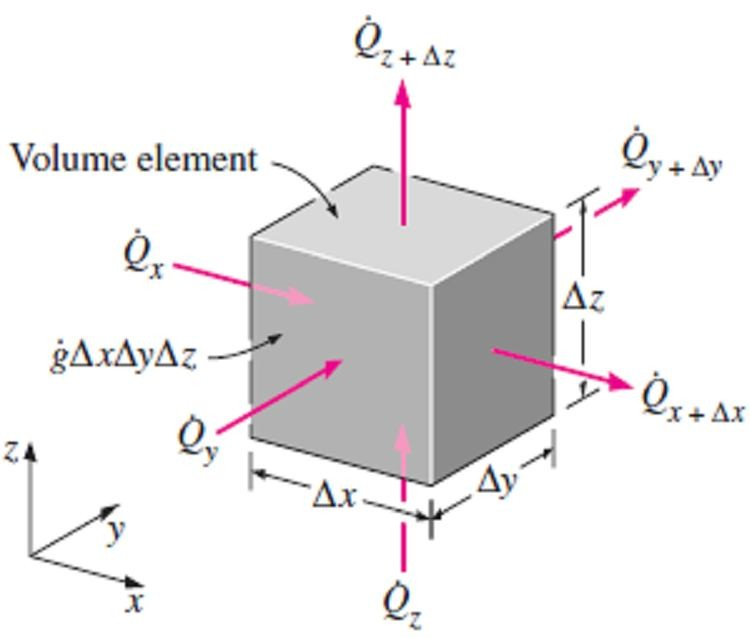 Q̇z + Δz
Volume element
Q̇y + Δy
Q̇x
Δz
ġΔxΔyΔz
Q̇x + Δx
Q̇y
z
Δx
Δy
y
x
Q̇z